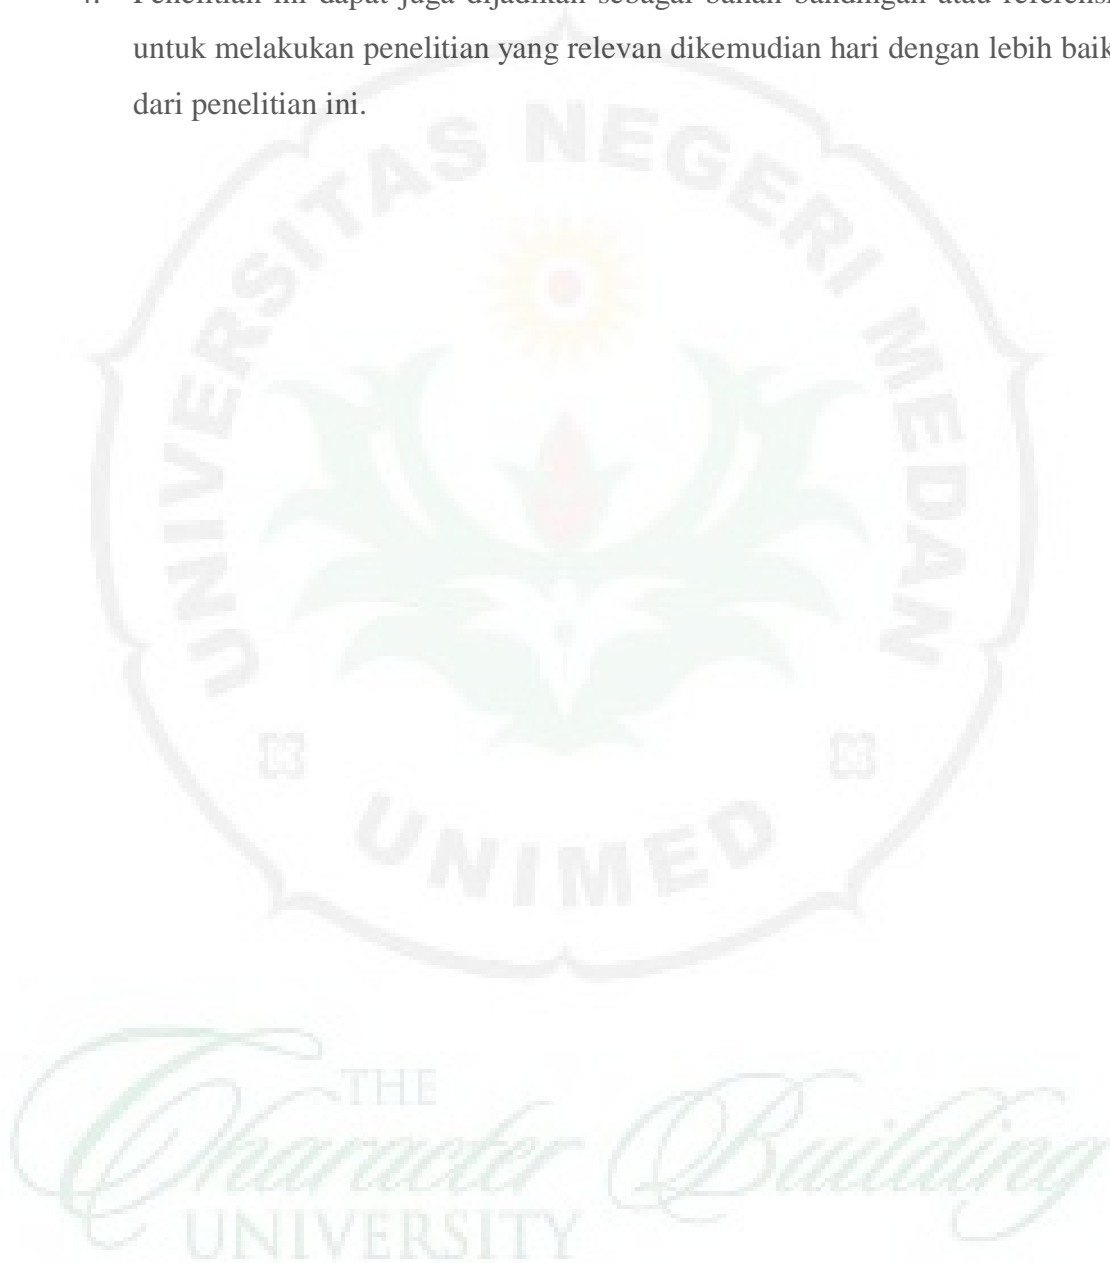 4. Penelitian ini dapat juga dijadikan sebagai bahan bandingan atau referensi
untuk melakukan penelitian yang relevan dikemudian hari dengan lebih baik
dari penelitian ini.
UNIVERSITAS NEGERI MEDAN
UNIMED
THE
Character Building
UNIVERSITY